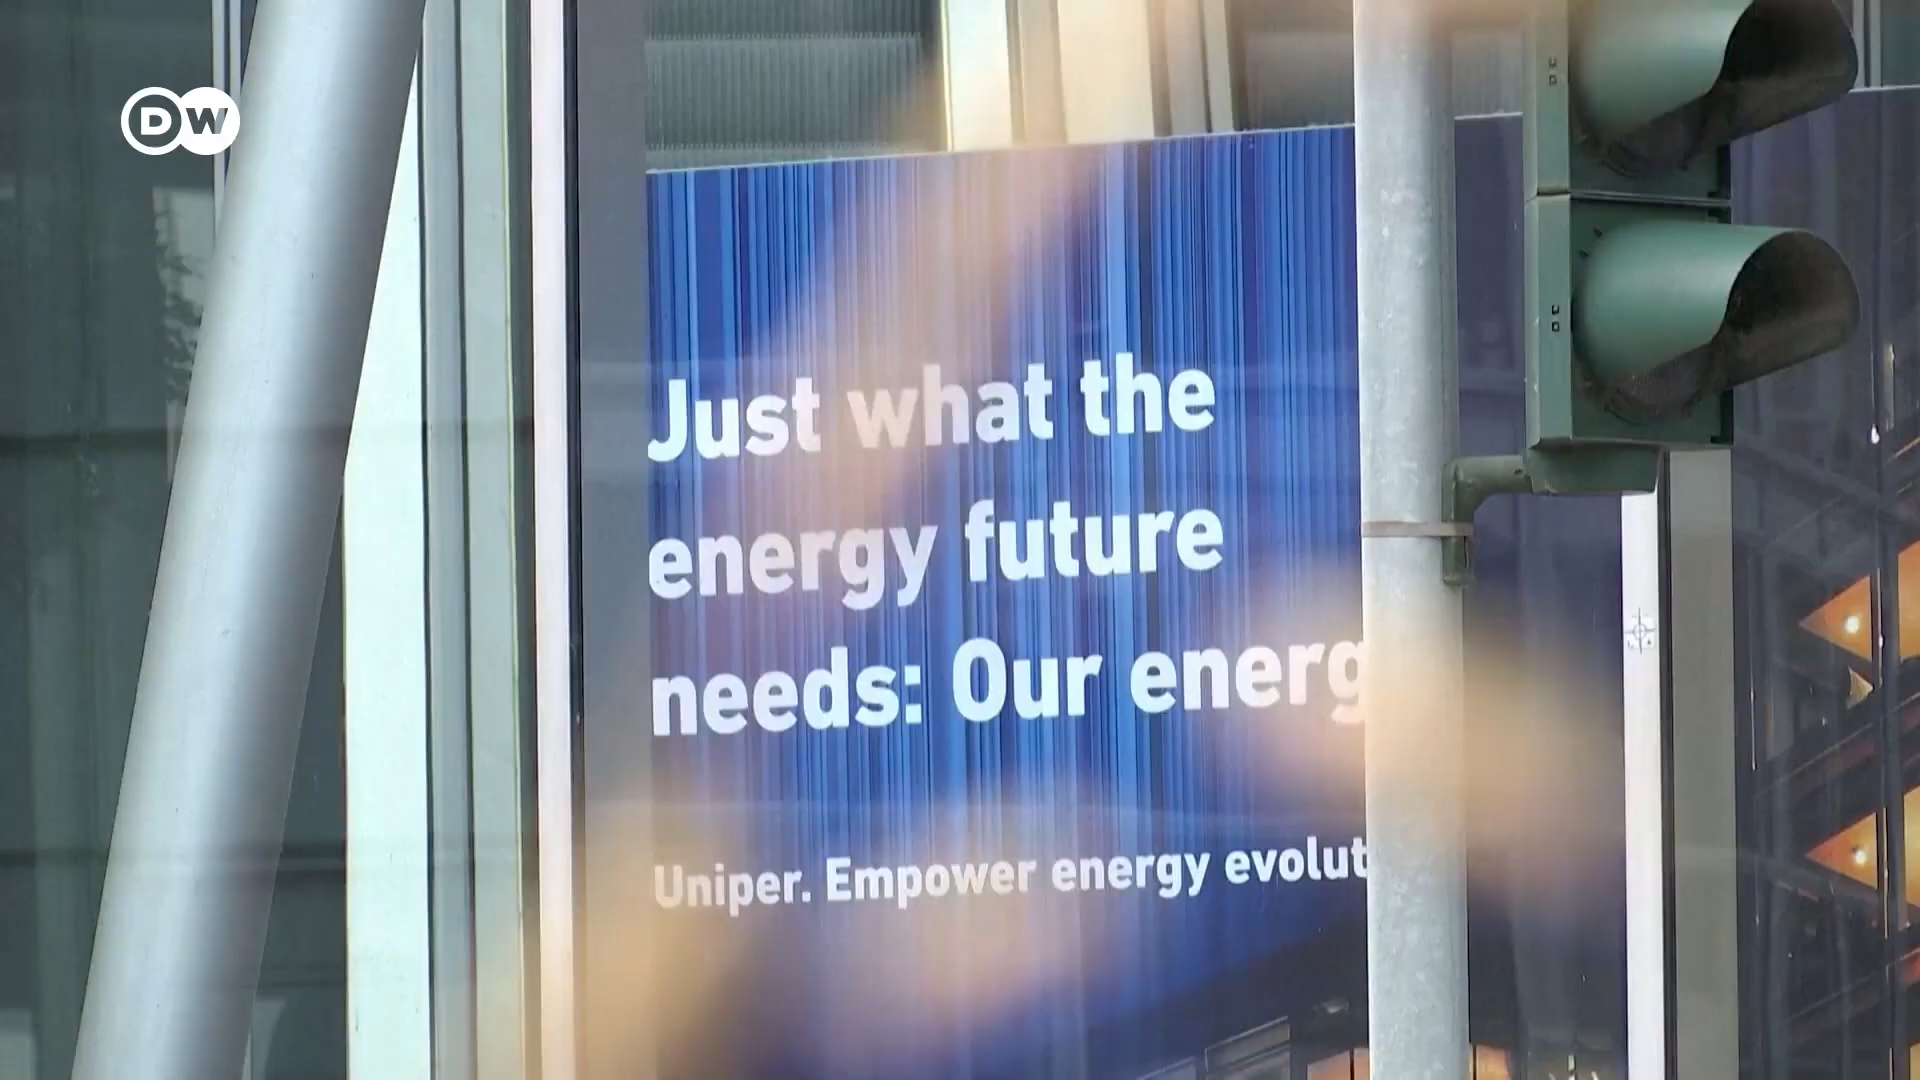 DW
Just what the
energy future
needs: Our energ
Uniper. Empower energy evolut